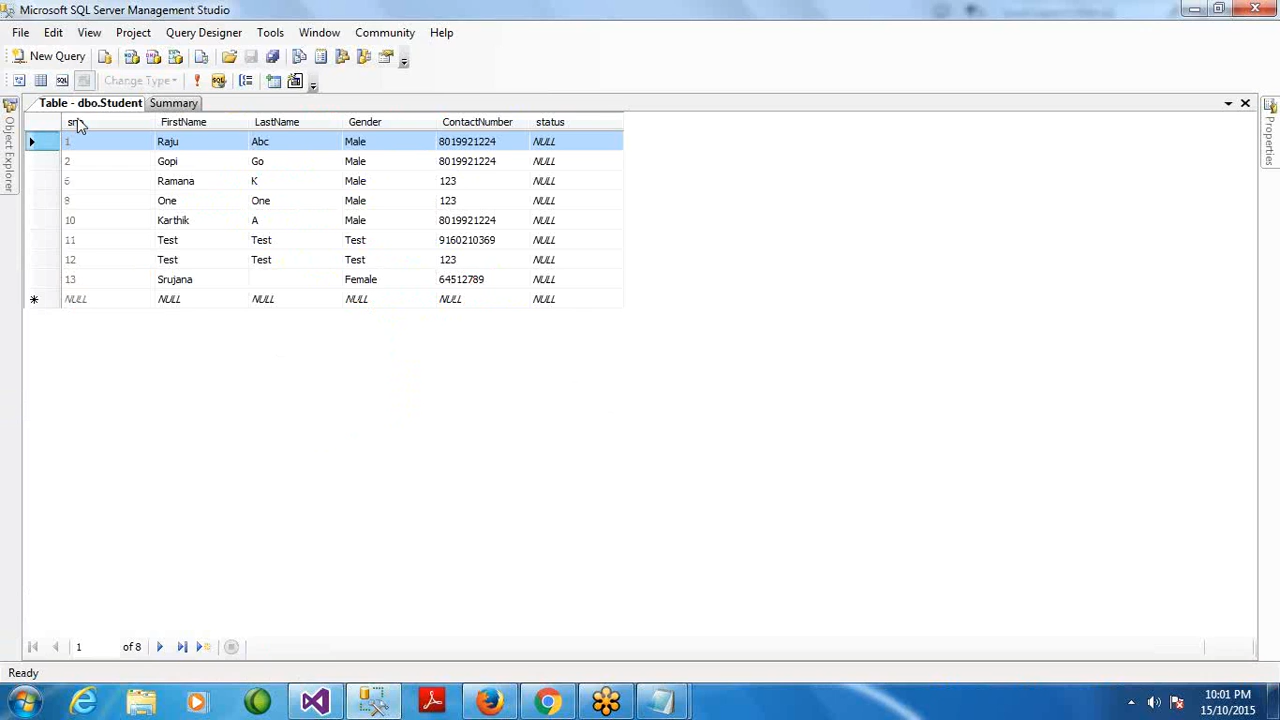 Microsoft SQL Server Management Studio
File Edit View Project Query Designer Tools Window Community Help
New Query
Change Type
Table - dbo.Student Summary
FirstName LastName Gender ContactNumber status
1 Raju Abc Male 8019921224 NULL
2 Gopi Go Male 8019921224 NULL
6 Ramana K Male 123 NULL
9 One One Male 123 NULL
10 Karthik A Male 8019921224 NULL
11 Test Test Test 9160210369 NULL
12 Test Test Test 123 NULL
13 Srujana Female 64512789 NULL
NULL NULL NULL NULL NULL NULL
Object Explorer
Properties
1 of 8
Ready
10:01 PM
15/10/2015